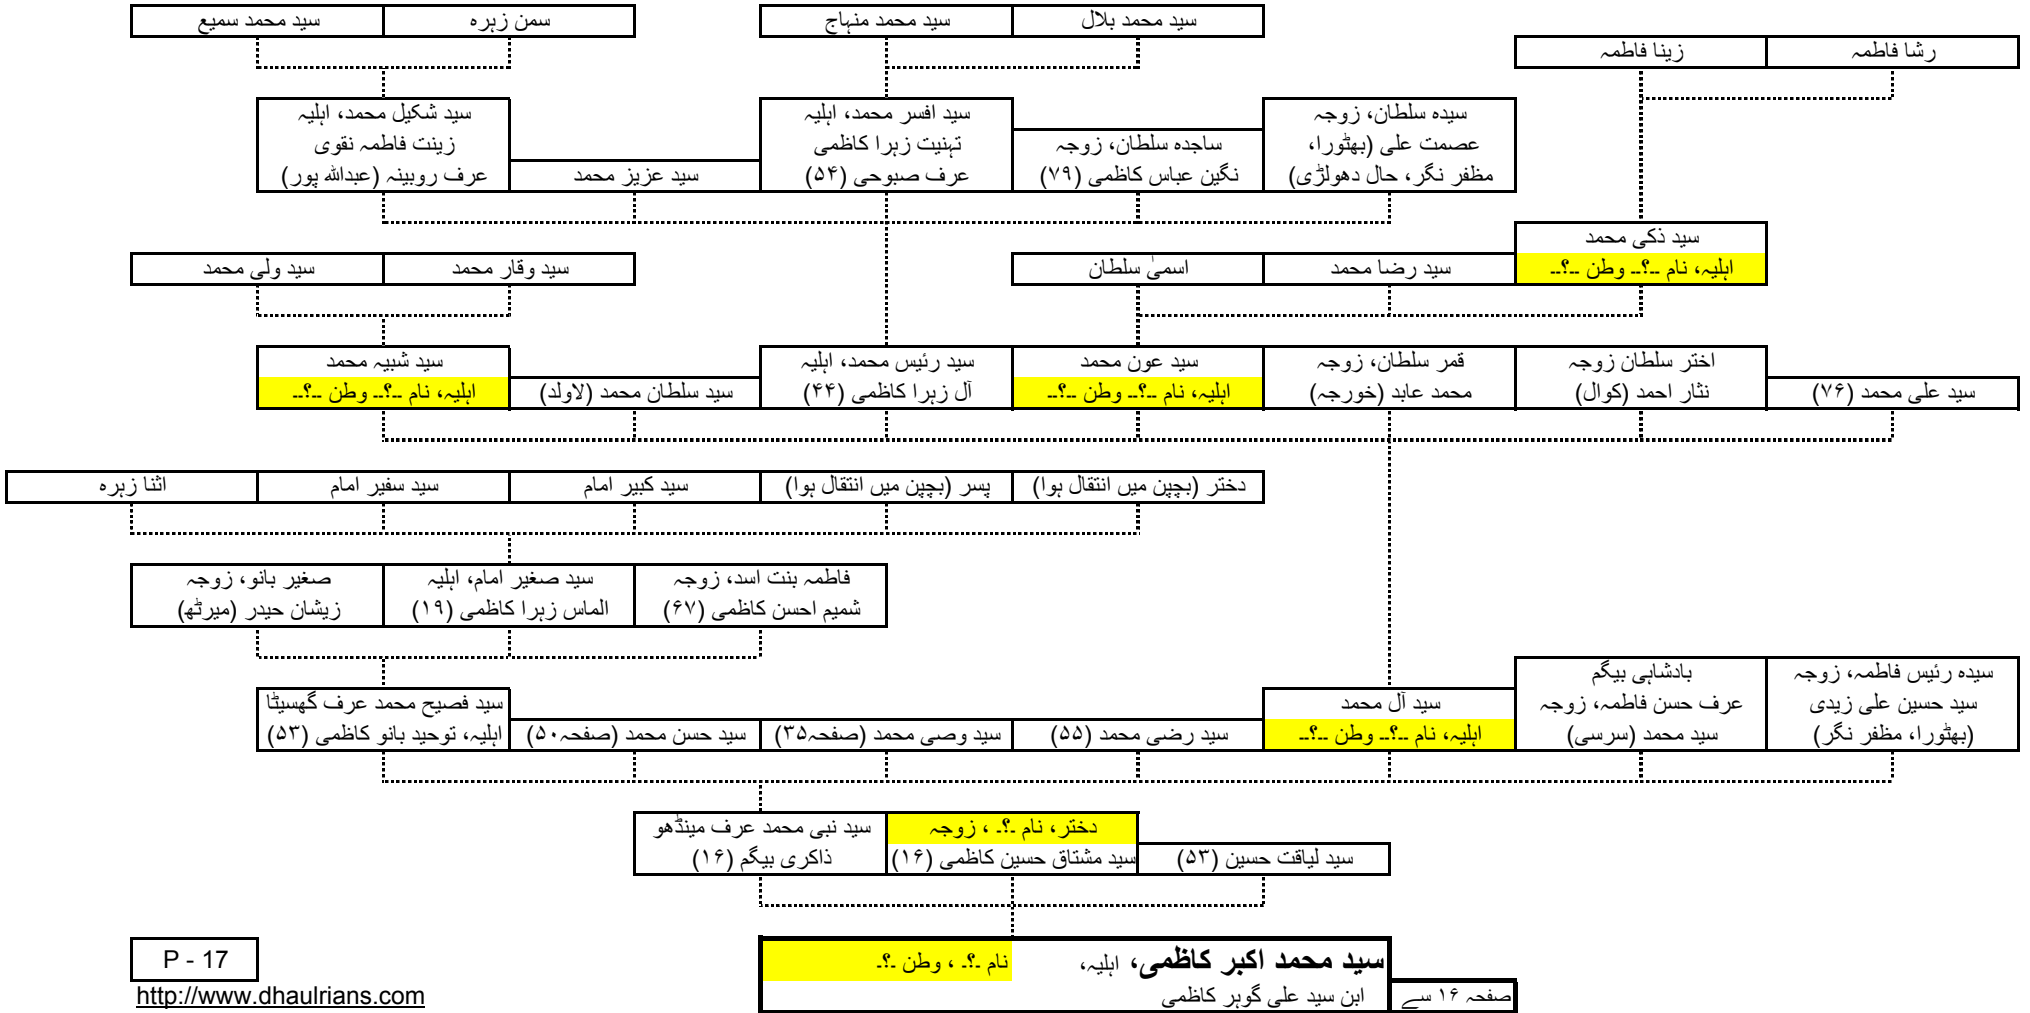 سید محمد بلال
سید محمد منہاج
سمن زہرہ
سید محمد سمیع
رشا فاطمہ
زینا فاطمہ
سیدہ سلطان، زوجہ
عصمت علی (بھٹورا،
مظفر نگر، حال دھولڑی)
ساجدہ سلطان، زوجہ
نگین عباس کاظمی (۷۹)
سید افسر محمد، اہلیہ
تہنیت زہرا کاظمی
عرف صبوحی (۵۴)
سید عزیز محمد
سید شکیل محمد، اہلیہ
زینت فاطمہ نقوی
عرف روبینہ (عبداللہ پور)
سید ذکی محمد
اہلیہ، نام ۔؟۔ وطن ۔؟۔
سید رضا محمد
اسمیٰ سلطان
سید وقار محمد
سید ولی محمد
سید علی محمد (۷۶)
اختر سلطان زوجہ
نثار احمد (کوال)
قمر سلطان، زوجہ
محمد عابد (خورجہ)
سید عون محمد
اہلیہ، نام ۔؟۔ وطن ۔؟۔
سید رئیس محمد، اہلیہ
آل زہرا کاظمی (۴۴)
سید سلطان محمد (لاولد)
سید شبیہ محمد
اہلیہ، نام ۔؟۔ وطن ۔؟۔
دختر (بچپن میں انتقال ہوا)
پسر (بچپن میں انتقال ہوا)
سید کبیر امام
سید سفیر امام
اثنا زہرہ
فاطمہ بنت اسد، زوجہ
شمیم احسن کاظمی (۶۷)
سید صغیر امام، اہلیہ
الماس زہرا کاظمی (۱۹)
صغیر بانو، زوجہ
زیشان حیدر (میرٹھ)
سیدہ رئیس فاطمہ، زوجہ
سید حسین علی زیدی
(بھٹورا، مظفر نگر)
بادشاہی بیگم
عرف حسن فاطمہ، زوجہ
سید محمد (سرسی)
سید آل محمد
اہلیہ، نام ۔؟۔ وطن ۔؟۔
سید رضی محمد (۵۵)
سید وصی محمد (صفحہ۳۵)
سید حسن محمد (صفحہ۵۰)
سید فصیح محمد عرف گھسیٹا
اہلیہ، توحید بانو کاظمی (۵۳)
سید لیاقت حسین (۵۳)
دختر، نام ۔؟۔ ، زوجہ
سید مشتاق حسین کاظمی (۱۶)
سید نبی محمد عرف مینڈھو
ذاکری بیگم (۱۶)
سید محمد اکبر کاظمی، اہلیہ، نام ۔؟۔ ، وطن ۔؟۔
ابن سید علی گوہر کاظمی
صفحہ ۱۶ سے
P - 17
http://www.dhaulrians.com